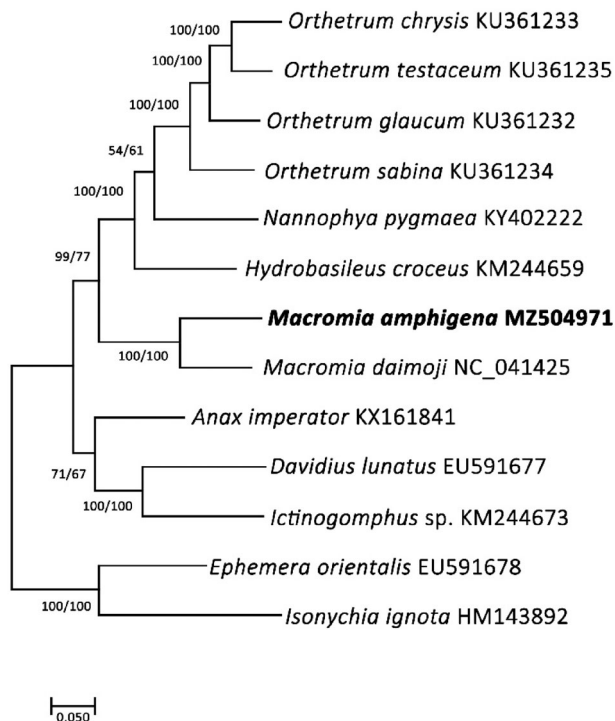 100/100
Orthetrum chrysis KU361233
100/100
Orthetrum testaceum KU361235
100/100
Orthetrum glaucum KU361232
54/61
Orthetrum sabina KU361234
100/100
Nannophya pygmaea KY402222
99/77
Hydrobasileus croceus KM244659
Macromia amphigena MZ504971
100/100
Macromia daimoji NC_041425
Anax imperator KX161841
71/67
Davidius lunatus EU591677
100/100
Ictinogomphus sp. KM244673
Ephemera orientalis EU591678
100/100
Isonychia ignota HM143892
0.050